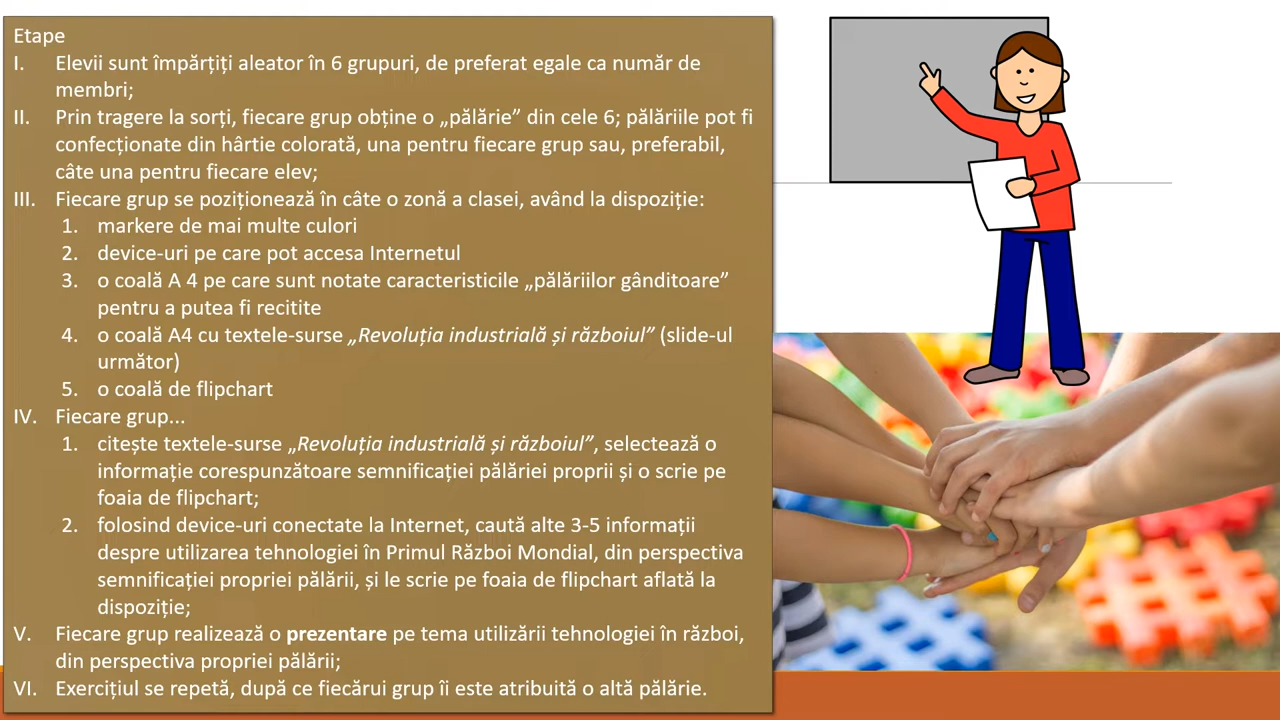 Etape
I. Elevii sunt împărțiți aleator în 6 grupuri, de preferat egale ca număr de
membri;
II. Prin tragere la sorți, fiecare grup obține o „pălărie” din cele 6; pălăriile pot fi
confecționate din hârtie colorată, una pentru fiecare grup sau, preferabil,
câte una pentru fiecare elev;
III. Fiecare grup se poziționează în câte o zonă a clasei, având la dispoziție:
1. markere de mai multe culori
2. device-uri pe care pot accesa Internetul
3. o coală A 4 pe care sunt notate caracteristicile „pălăriilor gânditoare”
pentru a putea fi recitite
4. o coală A4 cu textele-surse „Revoluția industrială și războiul” (slide-ul
următor)
5. o coală de flipchart
IV. Fiecare grup...
1. citește textele-surse „Revoluția industrială și războiul”, selectează o
informație corespunzătoare semnificației pălăriei proprii și o scrie pe
foaia de flipchart;
2. folosind device-uri conectate la Internet, caută alte 3-5 informații
despre utilizarea tehnologiei în Primul Război Mondial, din perspectiva
semnificației propriei pălării, și le scrie pe foaia de flipchart aflată la
dispoziție;
V. Fiecare grup realizează o prezentare pe tema utilizării tehnologiei în război,
din perspectiva propriei pălării;
VI. Exercițiul se repetă, după ce fiecărui grup îi este atribuită o altă pălărie.